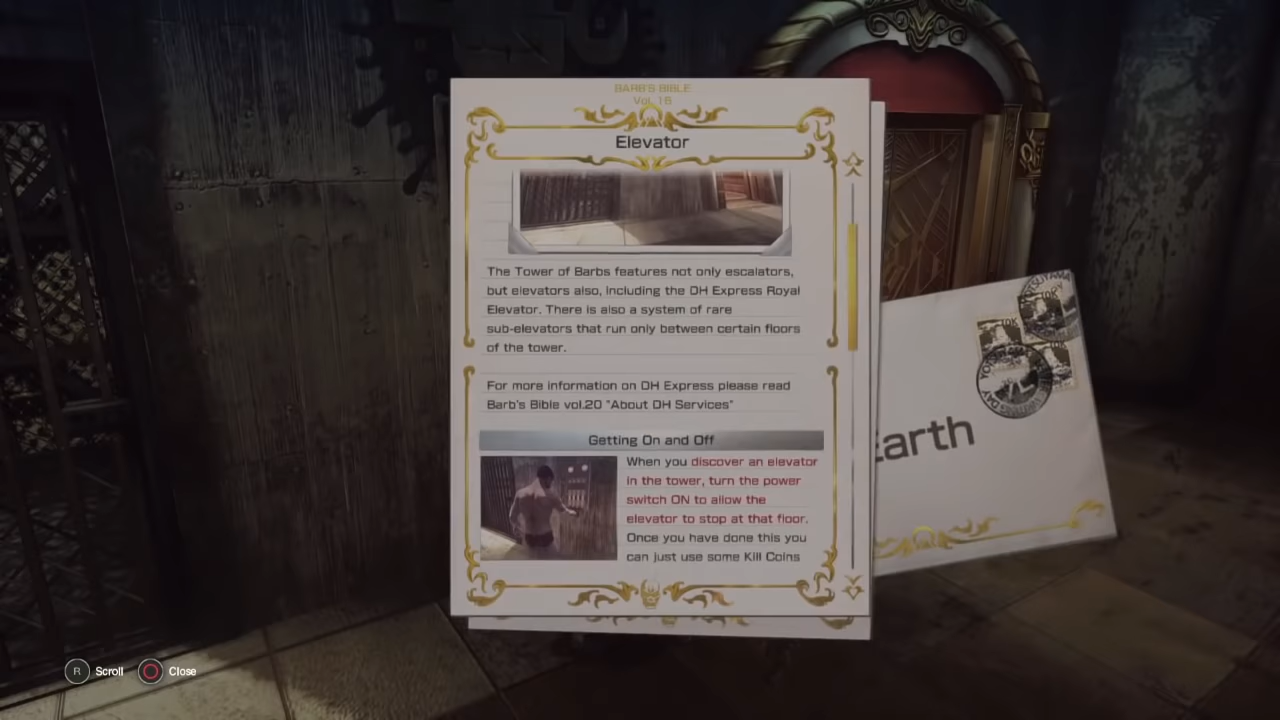 BARB'S BIBLE
Vol.15
Elevator
The Tower of Barbs features not only escalators,
but elevators also, including the DH Express Royal
Elevator. There is also a system of rare
sub-elevators that run only between certain floors
of the tower.
For more information on DH Express please read
Barb's Bible vol.20 "About DH Services"
Getting On and Off
When you discover an elevator
in the tower, turn the power
switch ON to allow the
elevator to stop at that floor.
Once you have done this you
can just use some Kill Coins
Earth
R Scroll Close